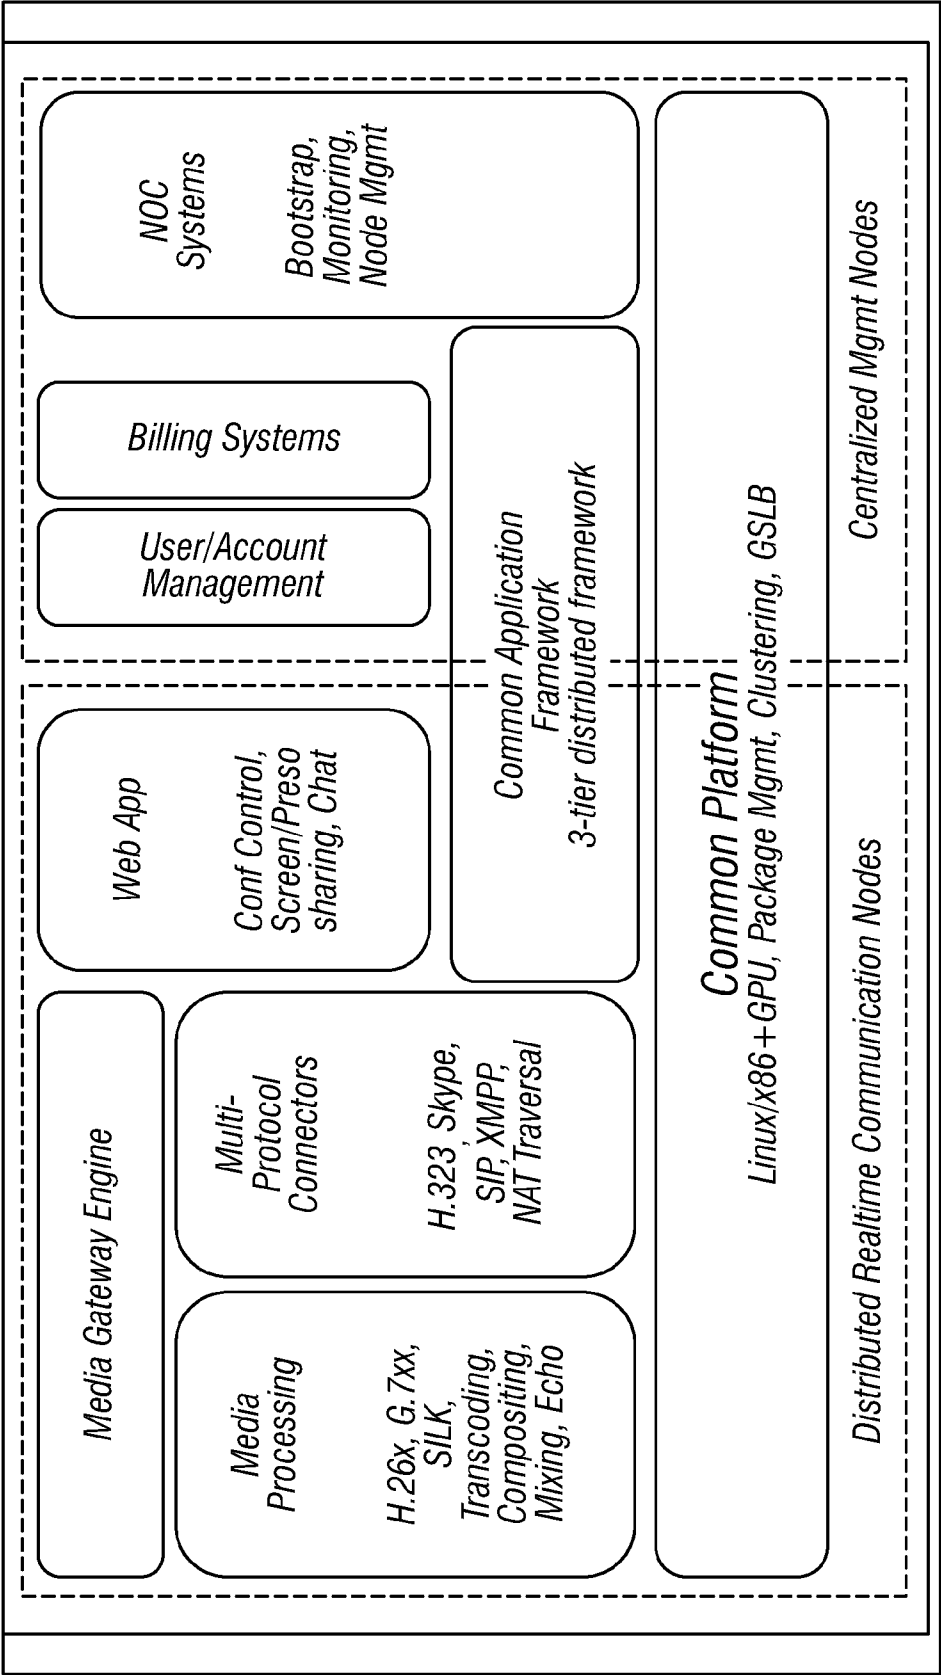 Media Gateway Engine
Media
Processing
H.26x, G.7xx,
SILK,
Transcoding,
Compositing,
Mixing, Echo
Multi-
Protocol
Connectors
H.323, Skype,
SIP, XMPP,
NAT Traversal
Web App
Conf Control,
Screen/Preso
sharing, Chat
User/Account
Management
Billing Systems
NOC
Systems
Bootstrap,
Monitoring,
Node Mgmt
Common Application
Framework
3-tier distributed framework
Common Platform
Linux/x86+GPU, Package Mgmt, Clustering, GSLB
Distributed Realtime Communication Nodes
Centralized Mgmt Nodes